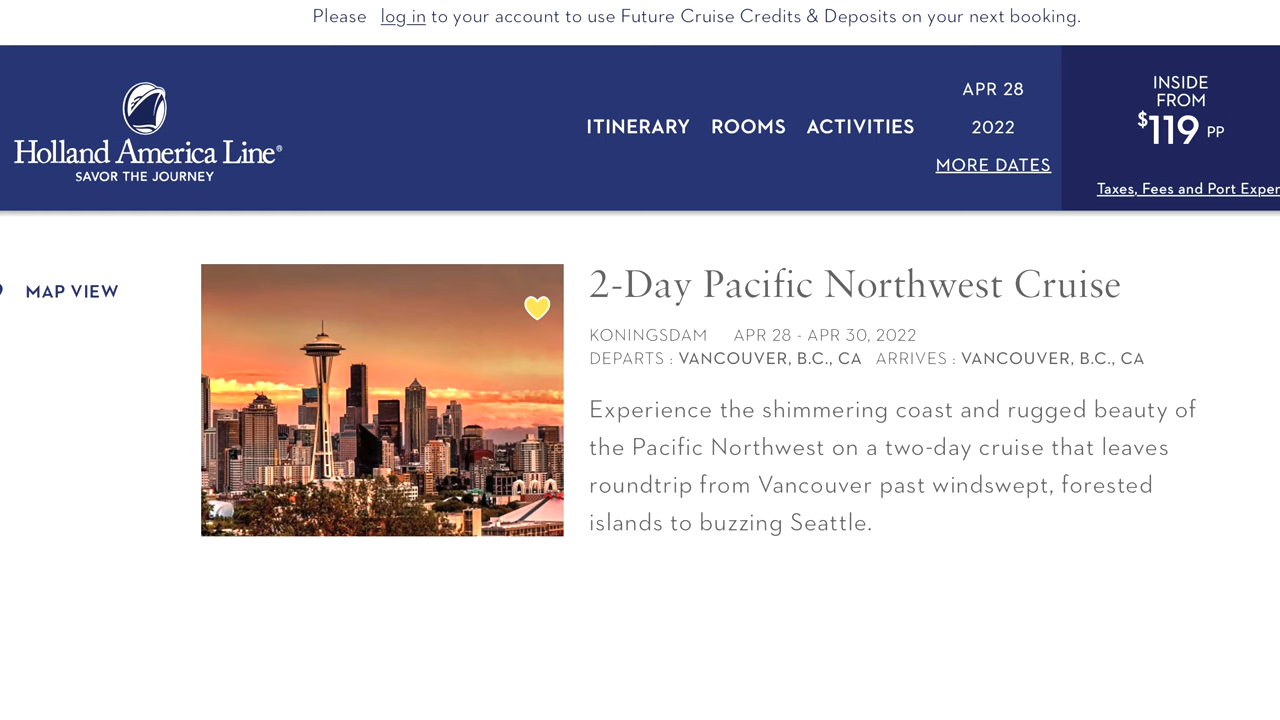 Please log in to your account to use Future Cruise Credits & Deposits on your next booking.
Holland America Line®
SAVOR THE JOURNEY
ITINERARY ROOMS ACTIVITIES
APR 28
2022
MORE DATES
INSIDE
FROM
$119 PP
Taxes, Fees and Port
MAP VIEW
2-Day Pacific Northwest Cruise
KONINGSDAM APR 28 - APR 30, 2022
DEPARTS : VANCOUVER, B.C., CA ARRIVES : VANCOUVER, B.C., CA
Experience the shimmering coast and rugged beauty of
the Pacific Northwest on a two-day cruise that leaves
roundtrip from Vancouver past windswept, forested
islands to buzzing Seattle.